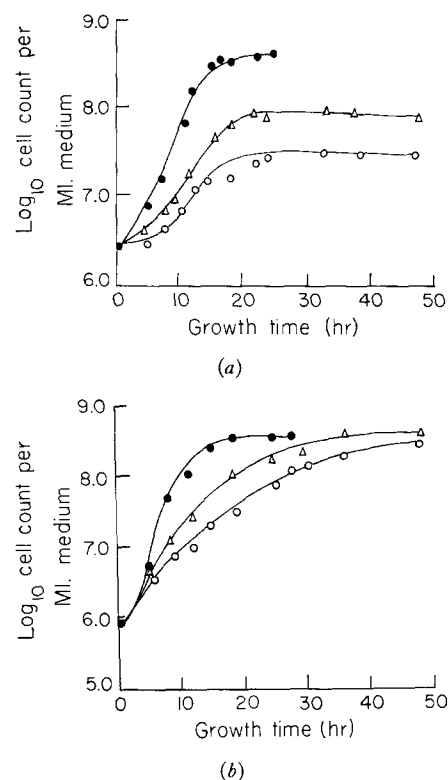 9.0
8.0
7.0
6.0
Log10 cell count per
Ml. medium
0 10 20 30 40 50
Growth time (hr)
(a)
9.0
8.0
7.0
6.0
5.0
Log10 cell count per
Ml. medium
0 10 20 30 40 50
Growth time (hr)
(b)